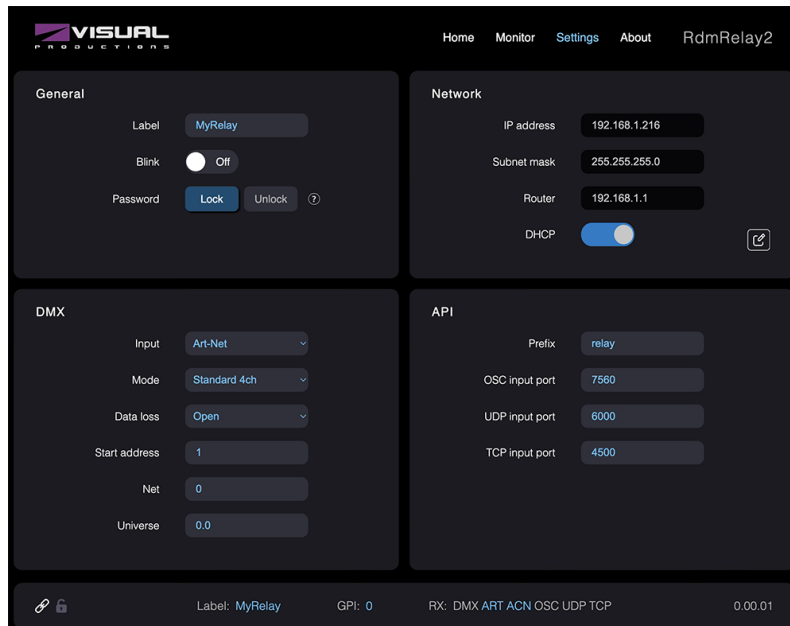 VISUAL
PRODUCTIONS
Home Monitor Settings About RdmRelay2
General
Label MyRelay
Blink Off
Password Lock Unlock ?
Network
IP address 192.168.1.216
Subnet mask 255.255.255.0
Router 192.168.1.1
DHCP
DMX
Input Art-Net
Mode Standard 4ch
Data loss Open
Start address 1
Net 0
Universe 0.0
API
Prefix relay
OSC input port 7560
UDP input port 6000
TCP input port 4500
Label: MyRelay GPI: 0 RX: DMX ART ACN OSC UDP TCP 0.00.01